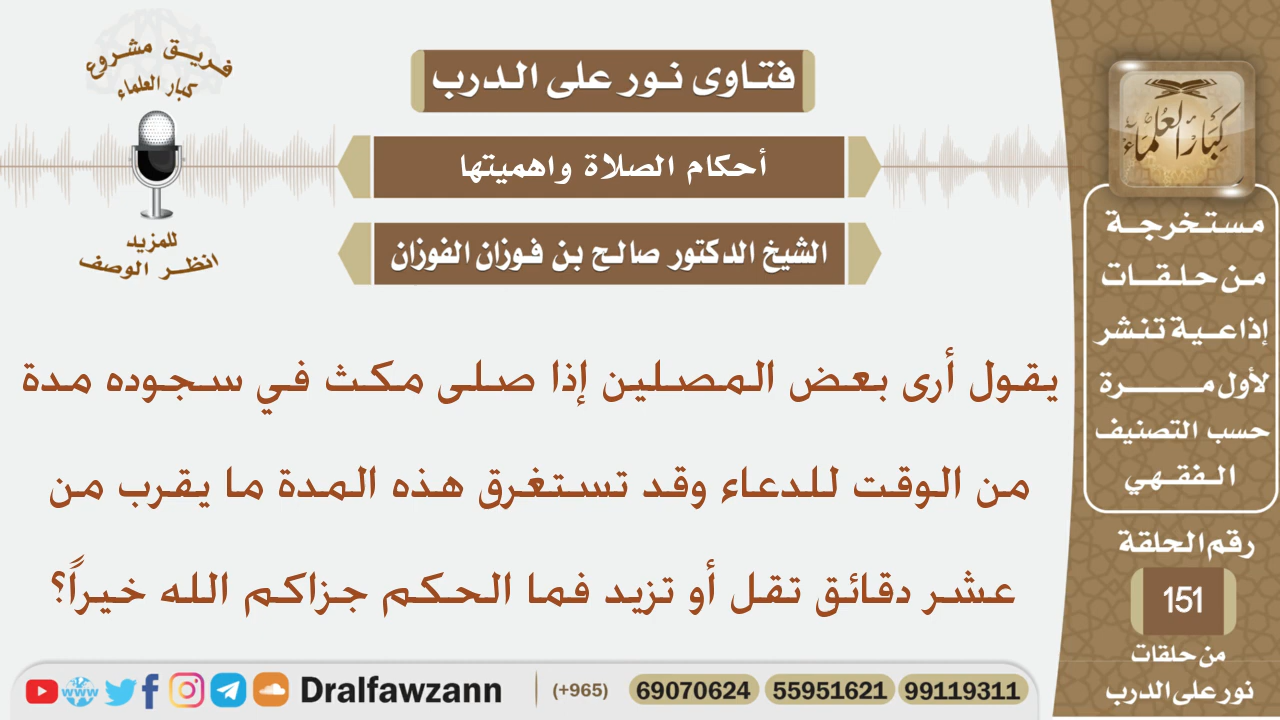 فريق مشروع
كبار العلماء
للمزيد
انظر الوصف
فتاوى نور على الدرب
أحكام الصلاة واهميتها
الشيخ الدكتور صالح بن فوزان الفوزان
يقول أرى بعض المصلين إذا صلى مكث في سجوده مدة
من الوقت للدعاء وقد تستغرق هذه المدة ما يقرب من
عشر دقائق تقل أو تزيد فما الحكم جزاكم الله خيراً؟
كبار العلماء
مستخرجة
من حلقات
إذاعية تنشر
لأول مرة
حسب التصنيف
الفقهي
رقم الحلقة
151
من حلقات
نور على الدرب
www Dralfawzann (+965) 69070624 55951621 99119311